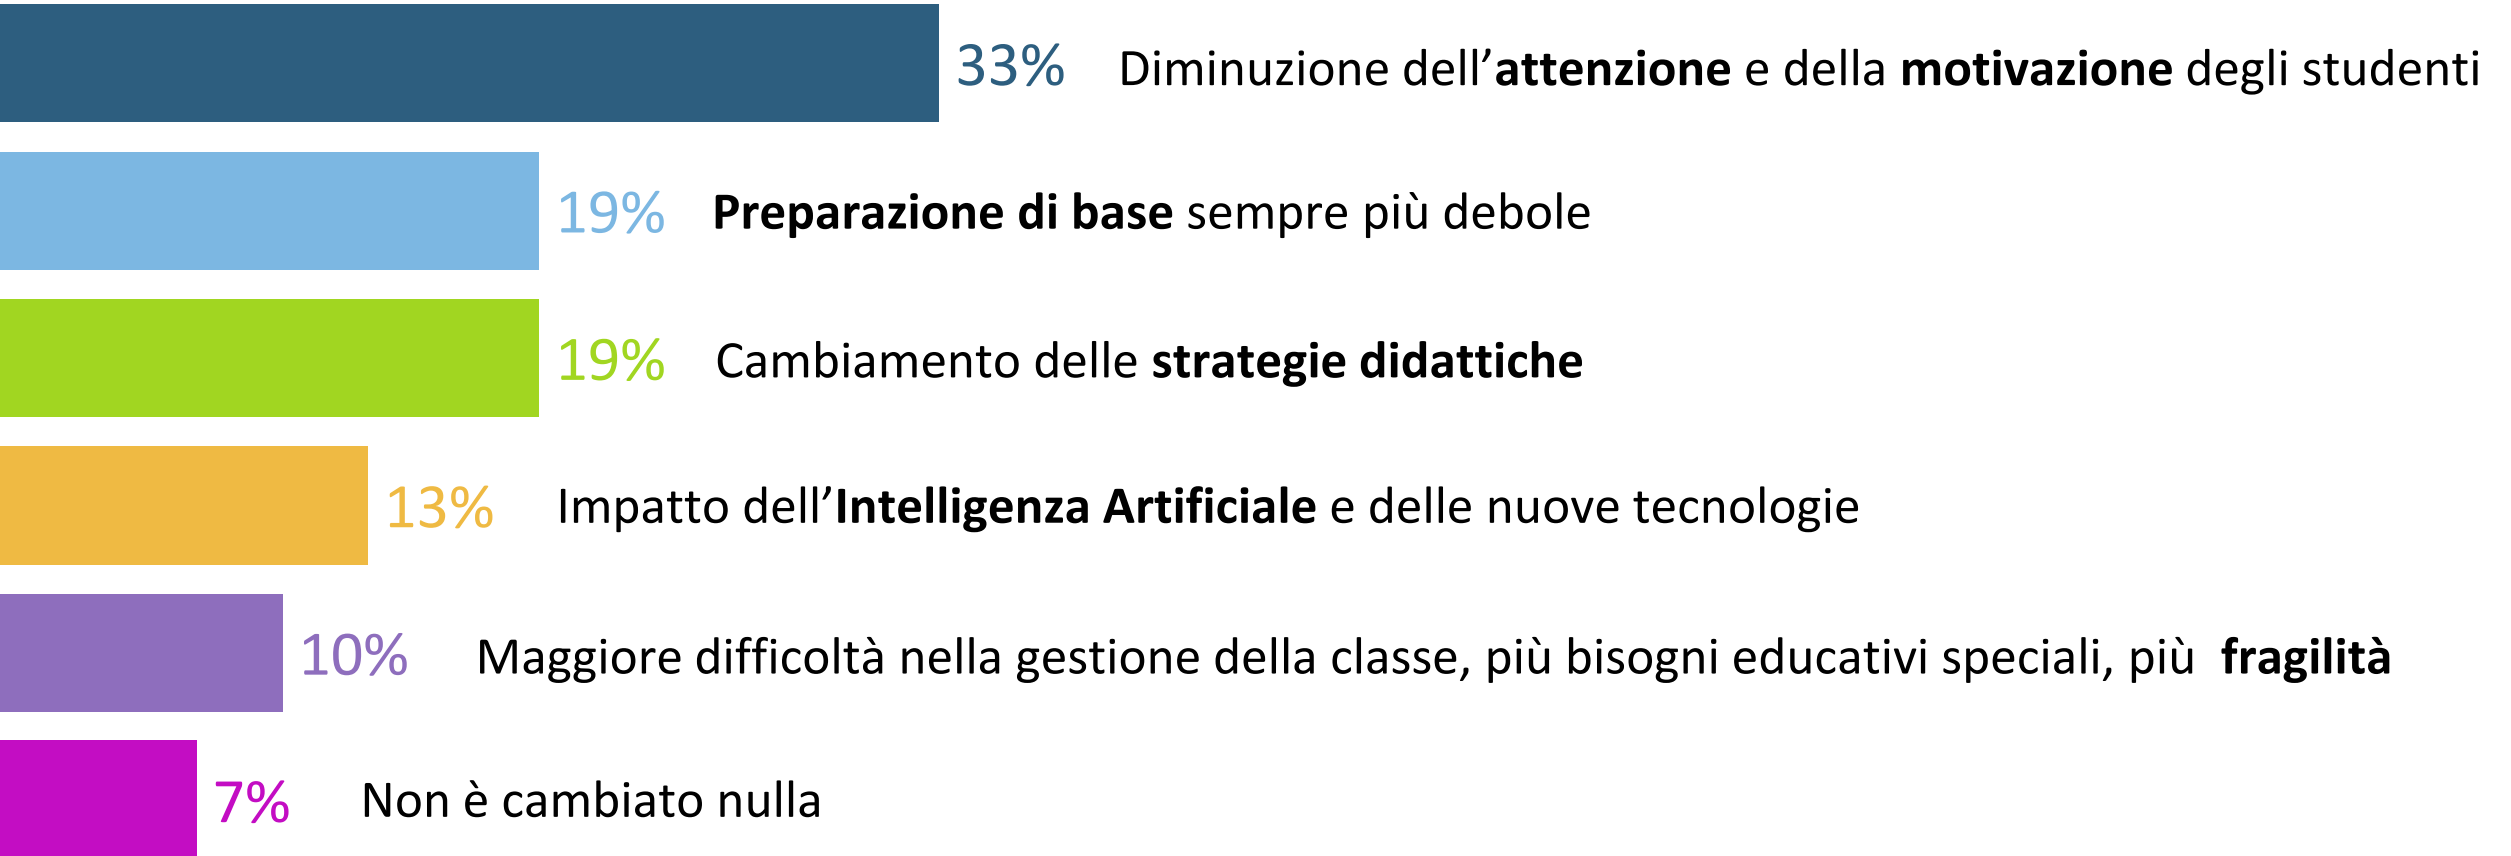 33% Diminuzione dell'attenzione e della motivazione degli studenti
19% Preparazione di base sempre più debole
19% Cambiamento delle strategie didattiche
13% Impatto dell'Intelligenza Artificiale e delle nuove tecnologie
10% Maggiore difficoltà nella gestione della classe, più bisogni educativi speciali, più fragilità
7% Non è cambiato nulla